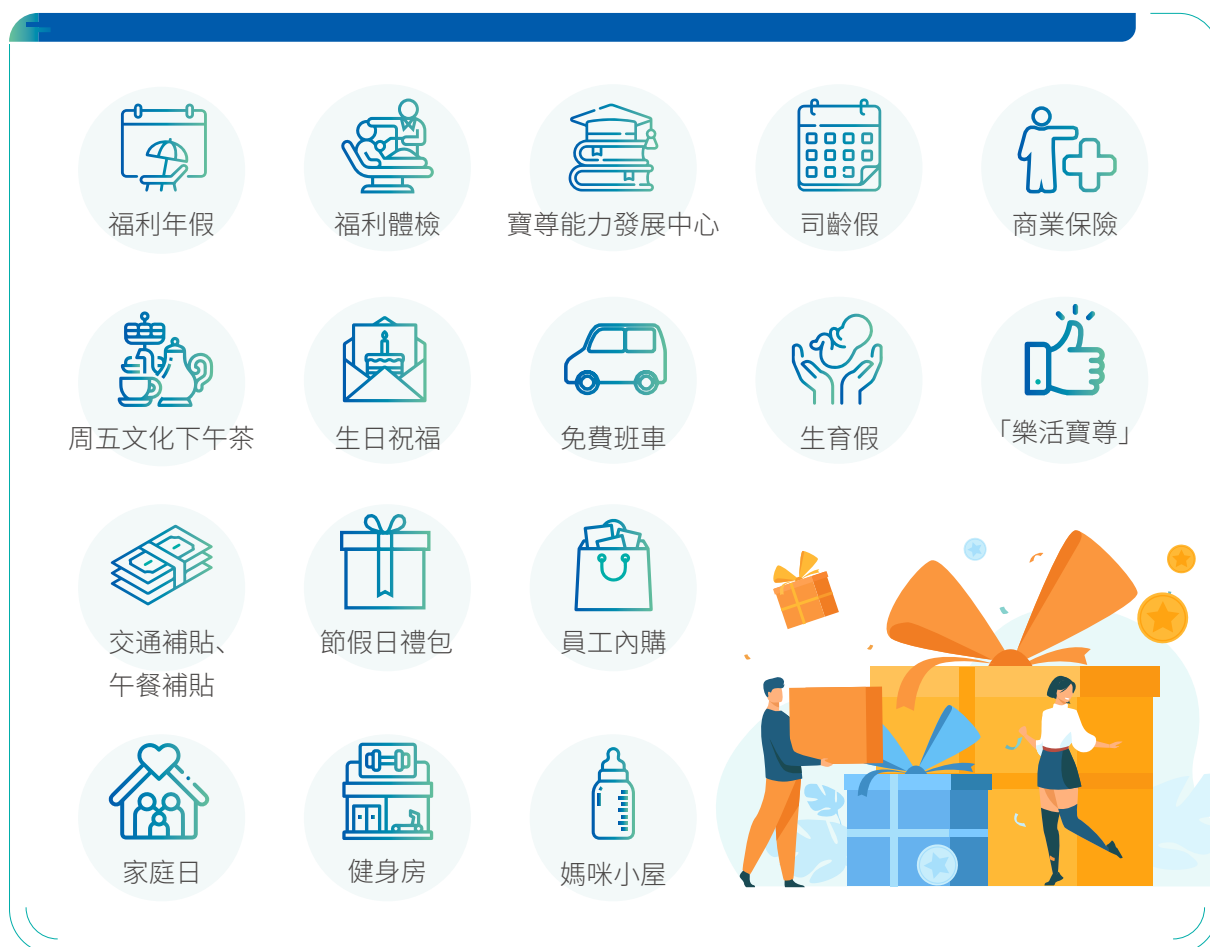 福利年假
福利體檢
寶尊能力發展中心
司齡假
商業保險
周五文化下午茶
生日祝福
免費班車
生育假
「樂活寶尊」
交通補貼、
午餐補貼
節假日禮包
員工內購
家庭日
健身房
媽咪小屋